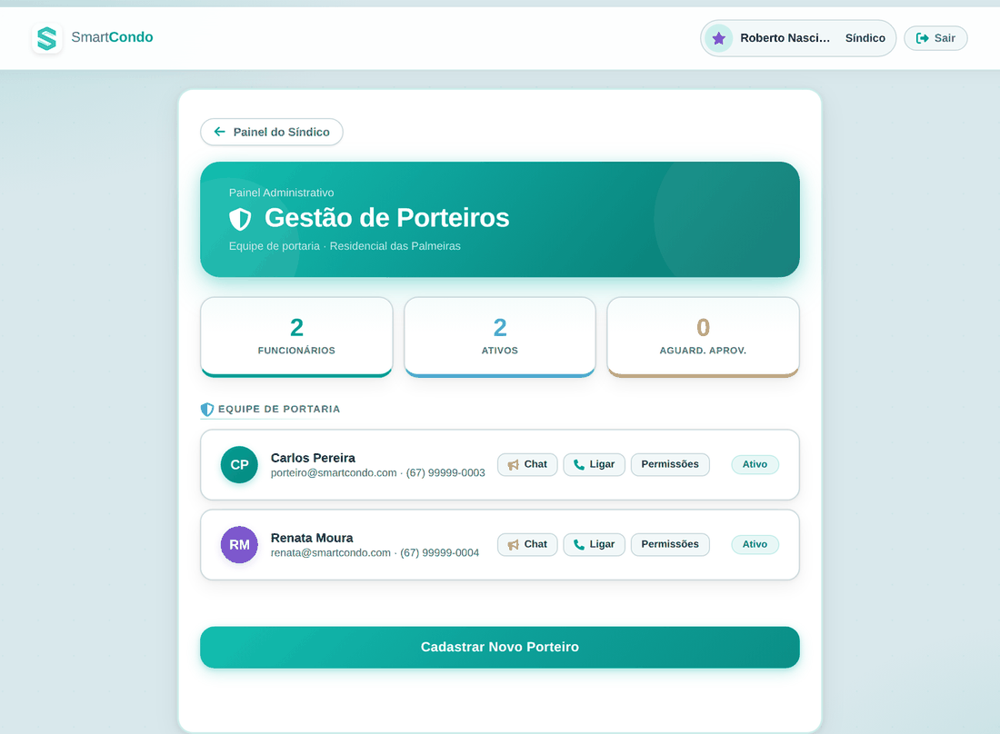 SmartCondo
Roberto Nasci... Síndico
Sair
Painel do Síndico
Painel Administrativo
Gestão de Porteiros
Equipe de portaria · Residencial das Palmeiras
2
FUNCIONÁRIOS
2
ATIVOS
0
AGUARD. APROV.
EQUIPE DE PORTARIA
CP
Carlos Pereira
porteiro@smartcondo.com · (67) 99999-0003
Chat
Ligar
Permissões
Ativo
RM
Renata Moura
renata@smartcondo.com · (67) 99999-0004
Chat
Ligar
Permissões
Ativo
Cadastrar Novo Porteiro